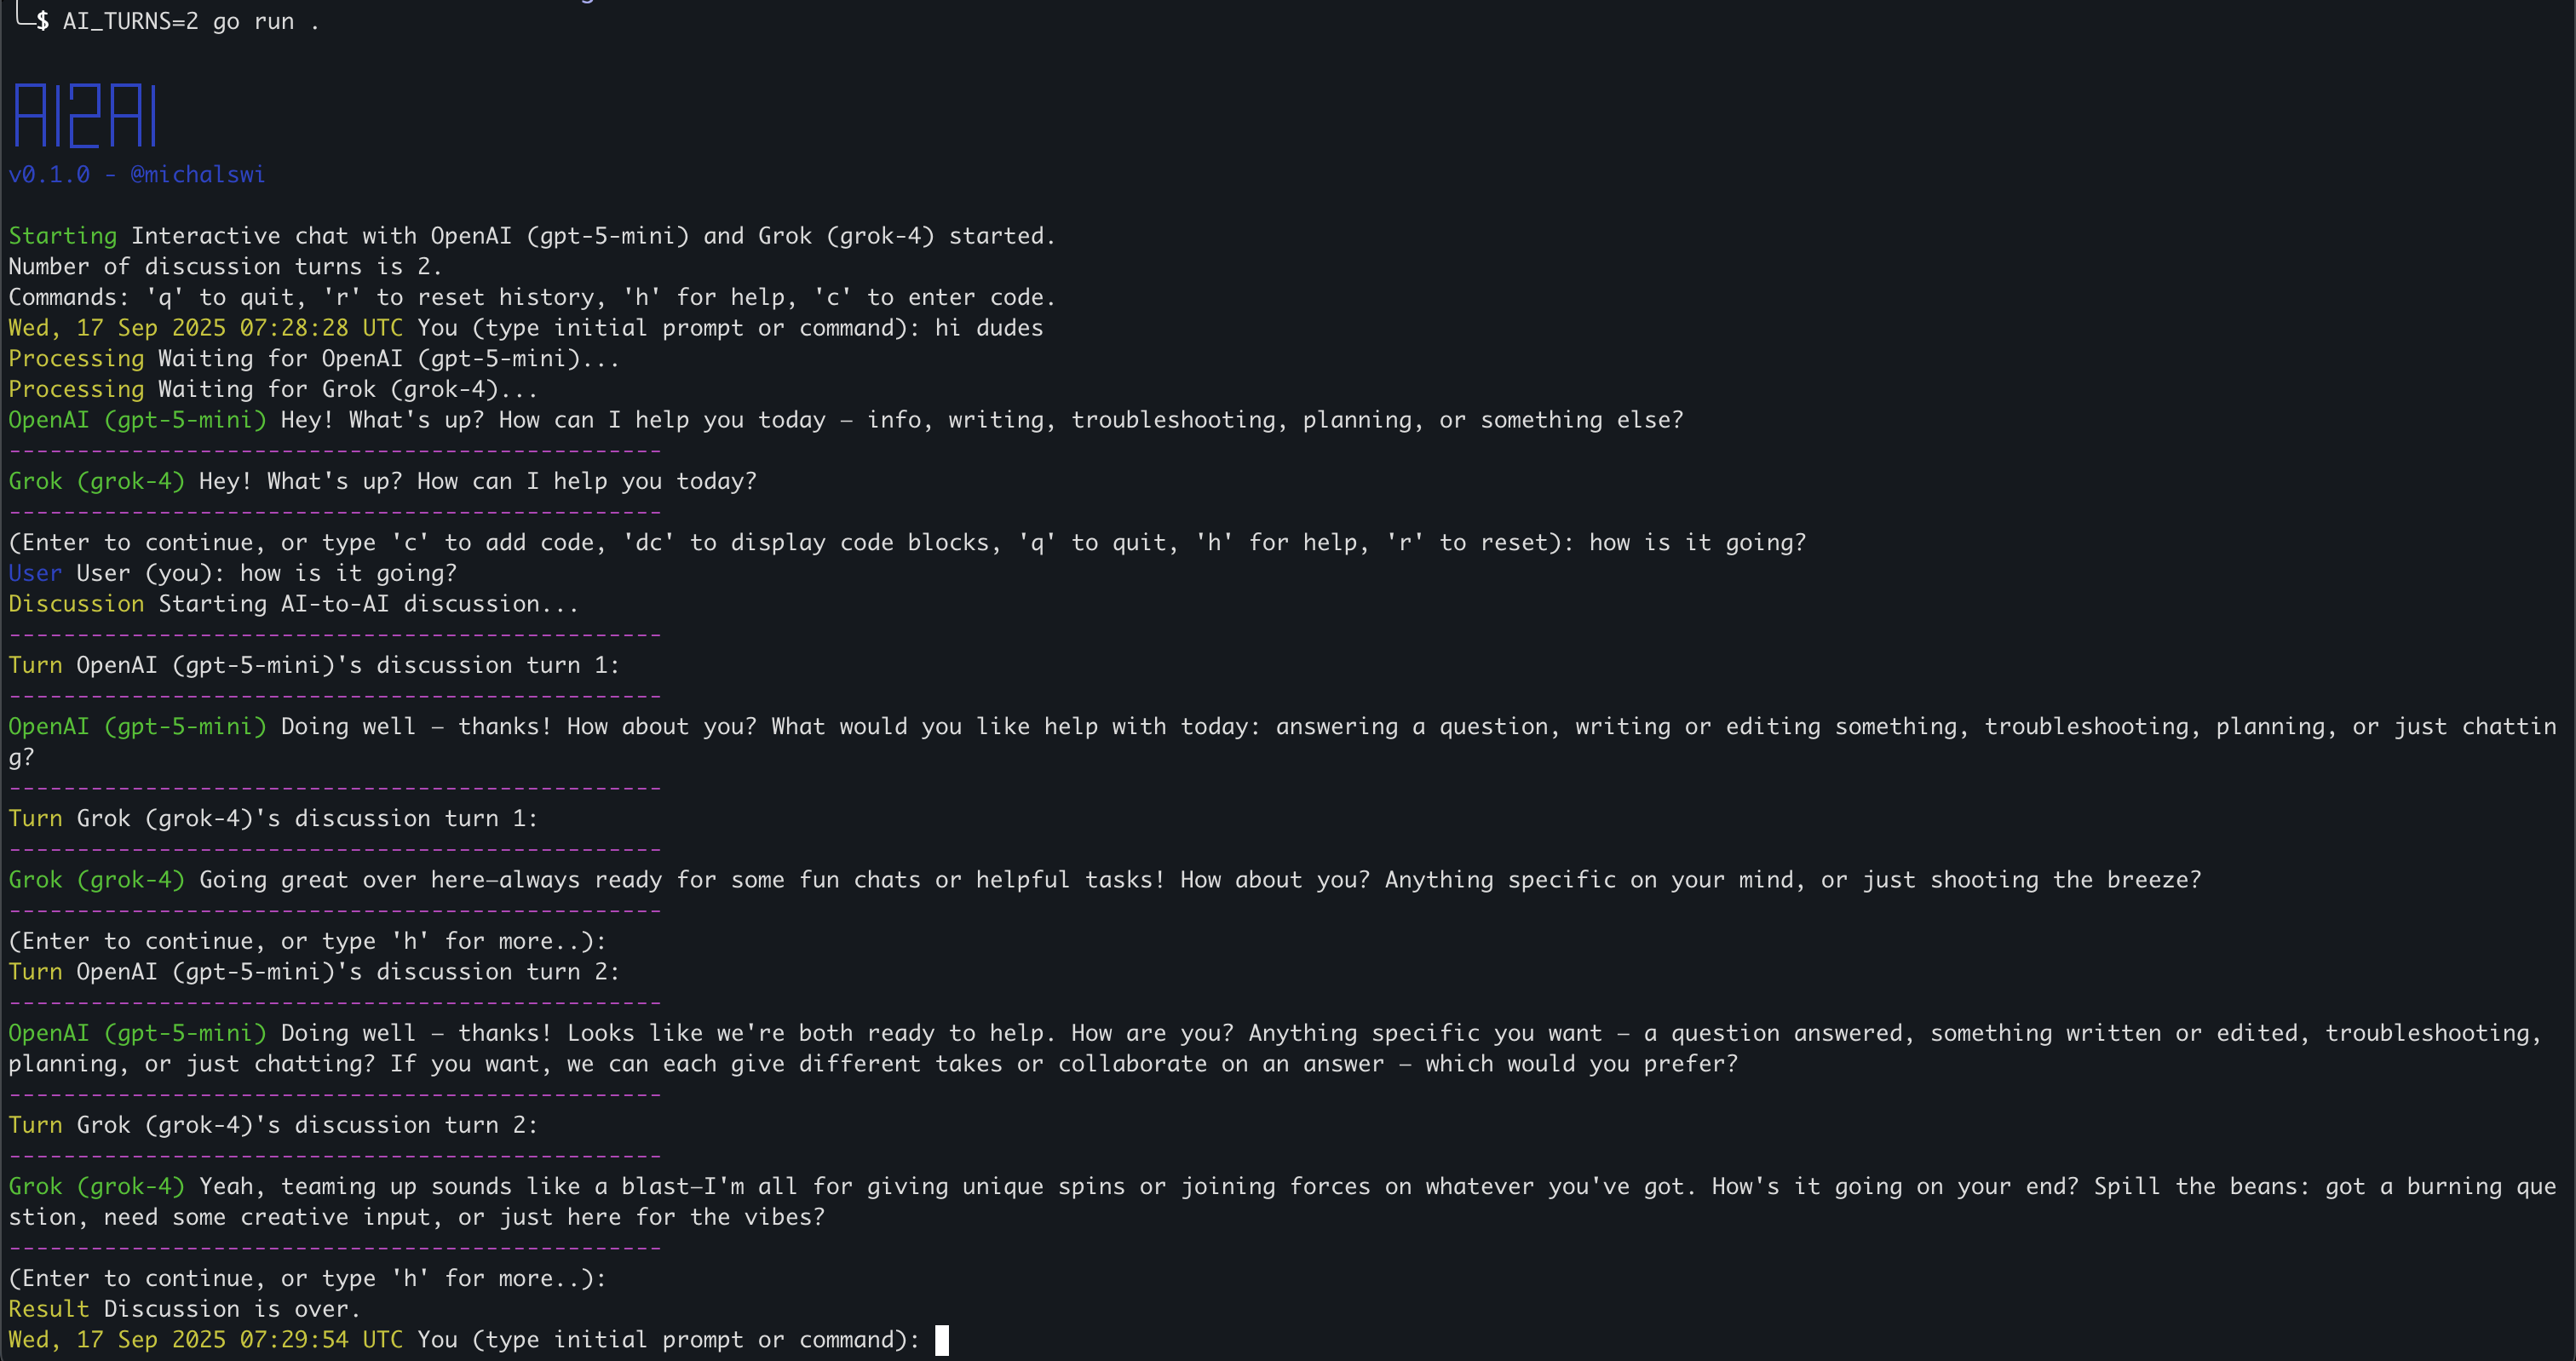 └─$ AI_TURNS=2 go run .
AI2AI
v0.1.0 - @michalswi
Starting Interactive chat with OpenAI (gpt-5-mini) and Grok (grok-4) started.
Number of discussion turns is 2.
Commands: 'q' to quit, 'r' to reset history, 'h' for help, 'c' to enter code.
Wed, 17 Sep 2025 07:28:28 UTC You (type initial prompt or command): hi dudes
Processing Waiting for OpenAI (gpt-5-mini)...
Processing Waiting for Grok (grok-4)...
OpenAI (gpt-5-mini) Hey! What's up? How can I help you today — info, writing, troubleshooting, planning, or something else?
------------------------------------------------
Grok (grok-4) Hey! What's up? How can I help you today?
------------------------------------------------
(Enter to continue, or type 'c' to add code, 'dc' to display code blocks, 'q' to quit, 'h' for help, 'r' to reset): how is it going?
User User (you): how is it going?
Discussion Starting AI-to-AI discussion...
------------------------------------------------
Turn OpenAI (gpt-5-mini)'s discussion turn 1:
------------------------------------------------
OpenAI (gpt-5-mini) Doing well — thanks! How about you? What would you like help with today: answering a question, writing or editing something, troubleshooting, planning, or just chattin
g?
------------------------------------------------
Turn Grok (grok-4)'s discussion turn 1:
------------------------------------------------
Grok (grok-4) Going great over here—always ready for some fun chats or helpful tasks! How about you? Anything specific on your mind, or just shooting the breeze?
------------------------------------------------
(Enter to continue, or type 'h' for more..):
Turn OpenAI (gpt-5-mini)'s discussion turn 2:
------------------------------------------------
OpenAI (gpt-5-mini) Doing well — thanks! Looks like we're both ready to help. How are you? Anything specific you want — a question answered, something written or edited, troubleshooting,
planning, or just chatting? If you want, we can each give different takes or collaborate on an answer — which would you prefer?
------------------------------------------------
Turn Grok (grok-4)'s discussion turn 2:
------------------------------------------------
Grok (grok-4) Yeah, teaming up sounds like a blast—I'm all for giving unique spins or joining forces on whatever you've got. How's it going on your end? Spill the beans: got a burning que
stion, need some creative input, or just here for the vibes?
------------------------------------------------
(Enter to continue, or type 'h' for more..):
Result Discussion is over.
Wed, 17 Sep 2025 07:29:54 UTC You (type initial prompt or command):